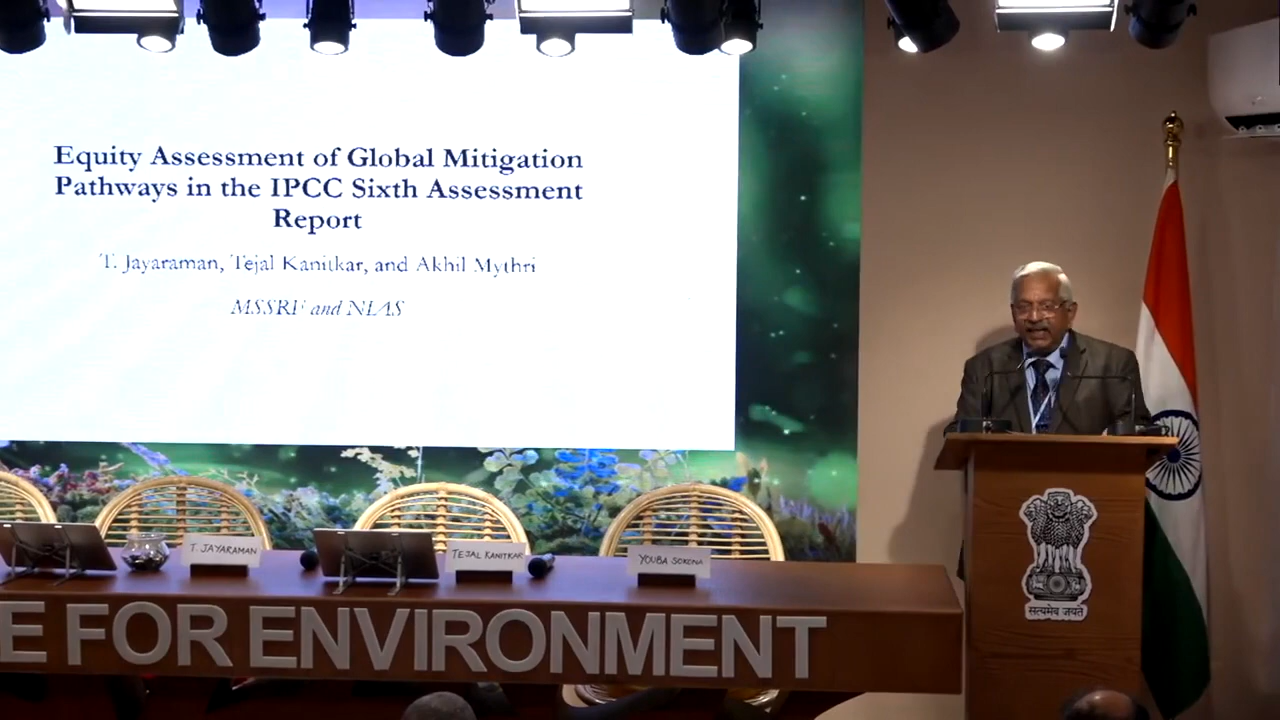 Equity Assessment of Global Mitigation
Pathways in the IPCC Sixth Assessment
Report
T. Jayaraman, Tejal Kanitkar, and Akhil Mythri
MSSRF and NIAS
T. JAYARAMAN
TEJAL KANITKAR
YOUBA SOKONA
E FOR ENVIRONMENT
सत्यमेव जयते